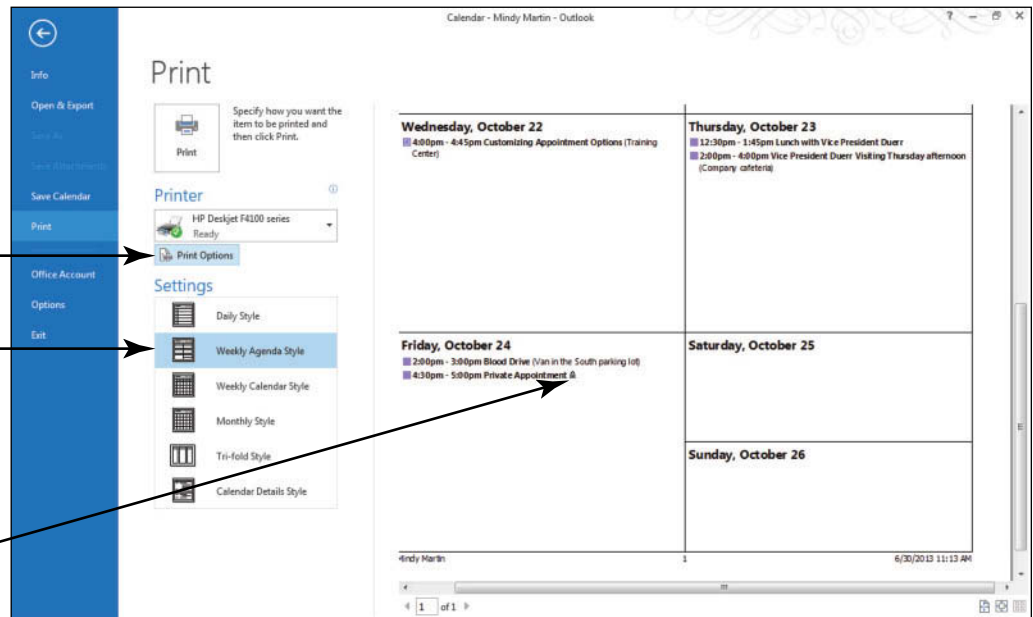 Calendar - Mindy Martin - Outlook
?
Info
Open & Export
Save As
Save Attachments
Save Calendar
Print
Office Account
Options
Exit
Print
Print
Specify how you want the
item to be printed and
then click Print.
Printer
HP Deskjet F4100 series
Ready
Print Options
Settings
Daily Style
Weekly Agenda Style
Weekly Calendar Style
Monthly Style
Tri-fold Style
Calendar Details Style
Wednesday, October 22
4:00pm - 4:45pm Customizing Appointment Options (Training
Center)
Thursday, October 23
12:30pm - 1:45pm Lunch with Vice President Duerr
2:00pm - 4:00pm Vice President Duerr Visiting Thursday afternoon
(Company cafeteria)
Friday, October 24
2:00pm - 3:00pm Blood Drive (Van in the South parking lot)
4:30pm - 5:00pm Private Appointment
Saturday, October 25
Sunday, October 26
Mindy Martin
1
6/30/2013 11:13 AM
1 of 1